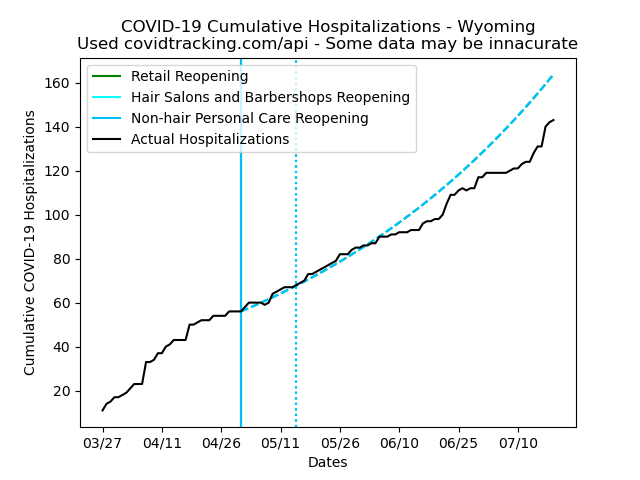 COVID-19 Cumulative Hospitalizations - Wyoming
Used covidtracking.com/api - Some data may be innacurate
Retail Reopening
Hair Salons and Barbershops Reopening
Non-hair Personal Care Reopening
Actual Hospitalizations
Cumulative COVID-19 Hospitalizations
160
140
120
100
80
60
40
20
03/27 04/11 04/26 05/11 05/26 06/10 06/25 07/10
Dates